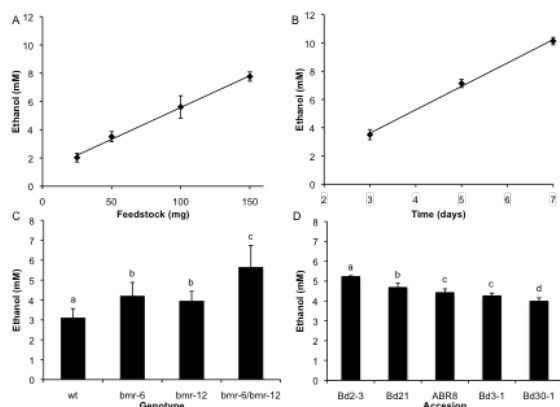 A
12
10
8
6
4
2
0
Ethanol (mM)
0 50 100 150
Feedstock (mg)
B
12
10
8
6
4
2
Ethanol (mM)
2 3 4 5 6 7
Time (days)
C
8
7
6
5
4
3
2
1
0
Ethanol (mM)
a
b
b
c
wt bmr-6 bmr-12 bmr-6/bmr-12
Genotype
D
8
7
6
5
4
3
2
1
0
Ethanol (mM)
a
b
c
c
d
Bd2-3 Bd21 ABR8 Bd3-1 Bd30-1
Accesion